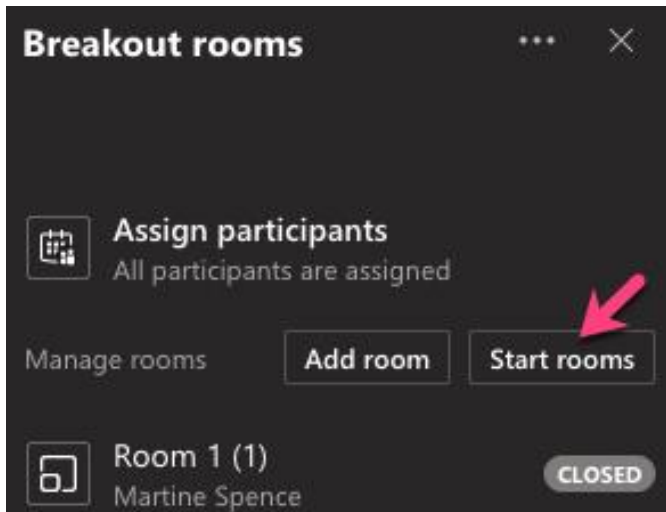 Breakout rooms
Assign participants
All participants are assigned
Manage rooms Add room Start rooms
Room 1 (1)
CLOSED
Martine Spence